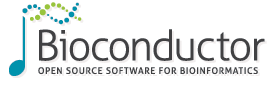 Bioconductor
OPEN SOURCE SOFTWARE FOR BIOINFORMATICS